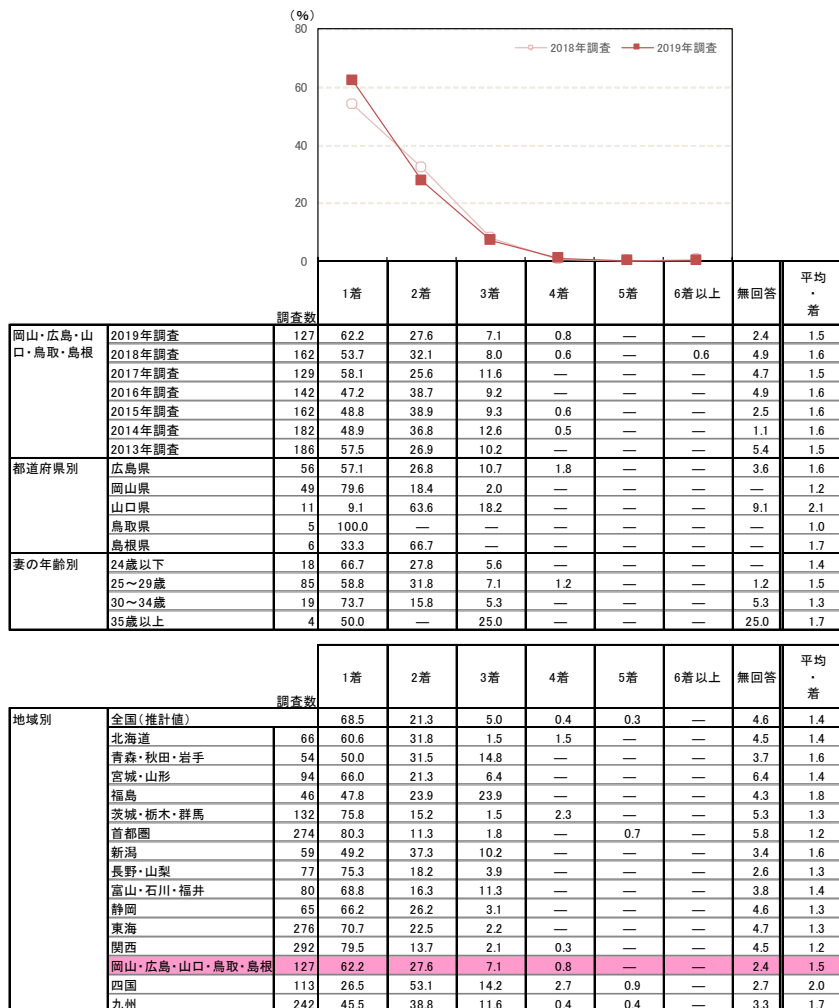 (%)
80
2018年調査 2019年調査
60
40
20
0
調査数 1着 2着 3着 4着 5着 6着以上 無回答 平均・着
岡山・広島・山口・鳥取・島根 2019年調査 127 62.2 27.6 7.1 0.8 — — 2.4 1.5
2018年調査 162 53.7 32.1 8.0 0.6 — 0.6 4.9 1.6
2017年調査 129 58.1 25.6 11.6 — — — 4.7 1.5
2016年調査 142 47.2 38.7 9.2 — — — 4.9 1.6
2015年調査 162 48.8 38.9 9.3 0.6 — — 2.5 1.6
2014年調査 182 48.9 36.8 12.6 0.5 — — 1.1 1.6
2013年調査 186 57.5 26.9 10.2 — — — 5.4 1.5
都道府県別 広島県 56 57.1 26.8 10.7 1.8 — — 3.6 1.6
岡山県 49 79.6 18.4 2.0 — — — — 1.2
山口県 11 9.1 63.6 18.2 — — — 9.1 2.1
鳥取県 5 100.0 — — — — — — 1.0
島根県 6 33.3 66.7 — — — — — 1.7
妻の年齢別 24歳以下 18 66.7 27.8 5.6 — — — — 1.4
25~29歳 85 58.8 31.8 7.1 1.2 — — 1.2 1.5
30~34歳 19 73.7 15.8 5.3 — — — 5.3 1.3
35歳以上 4 50.0 — 25.0 — — — 25.0 1.7
調査数 1着 2着 3着 4着 5着 6着以上 無回答 平均・着
地域別 全国(推計値) 68.5 21.3 5.0 0.4 0.3 — 4.6 1.4
北海道 66 60.6 31.8 1.5 1.5 — — 4.5 1.4
青森・秋田・岩手 54 50.0 31.5 14.8 — — — 3.7 1.6
宮城・山形 94 66.0 21.3 6.4 — — — 6.4 1.4
福島 46 47.8 23.9 23.9 — — — 4.3 1.8
茨城・栃木・群馬 132 75.8 15.2 1.5 2.3 — — 5.3 1.3
首都圏 274 80.3 11.3 1.8 — 0.7 — 5.8 1.2
新潟 59 49.2 37.3 10.2 — — — 3.4 1.6
長野・山梨 77 75.3 18.2 3.9 — — — 2.6 1.3
富山・石川・福井 80 68.8 16.3 11.3 — — — 3.8 1.4
静岡 65 66.2 26.2 3.1 — — — 4.6 1.3
東海 276 70.7 22.5 2.2 — — — 4.7 1.3
関西 292 79.5 13.7 2.1 0.3 — — 4.5 1.2
岡山・広島・山口・鳥取・島根 127 62.2 27.6 7.1 0.8 — — 2.4 1.5
四国 113 26.5 53.1 14.2 2.7 0.9 — 2.7 2.0
九州 242 45.5 38.8 11.6 0.4 0.4 — 3.3 1.7